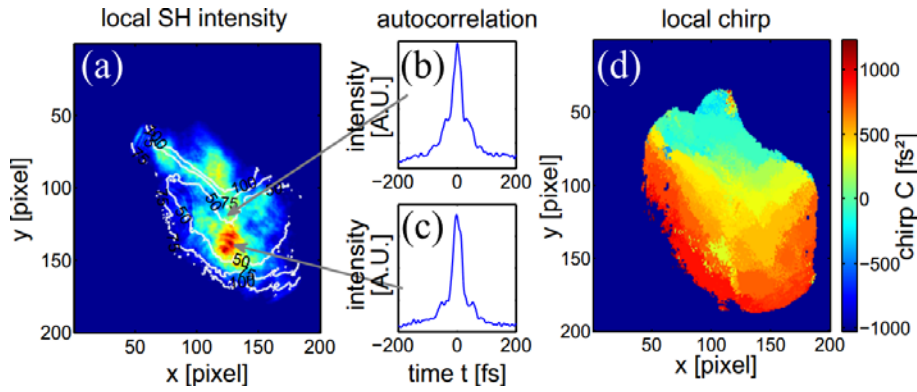 local SH intensity
autocorrelation
local chirp
(a)
(b)
(c)
(d)
50
100
150
200
y [pixel]
50 100 150 200
x [pixel]
75
50
75
100
intensity
[A.U.]
−200 0 200
intensity
[A.U.]
−200 0 200
time t [fs]
50
100
150
200
y [pixel]
50 100 150 200
x [pixel]
1000
500
0
−500
−1000
chirp C [fs²]